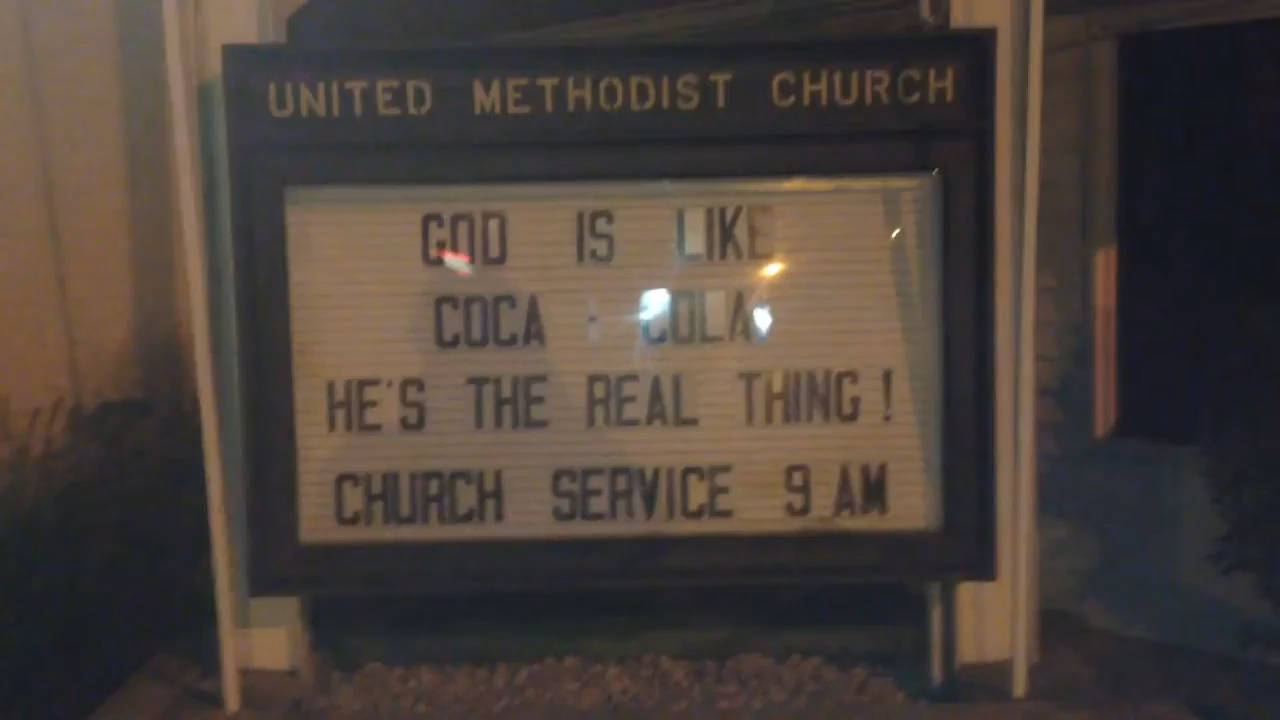 UNITED METHODIST CHURCH
GOD IS LIKE
COCA - COLA
HE'S THE REAL THING!
CHURCH SERVICE 9 AM